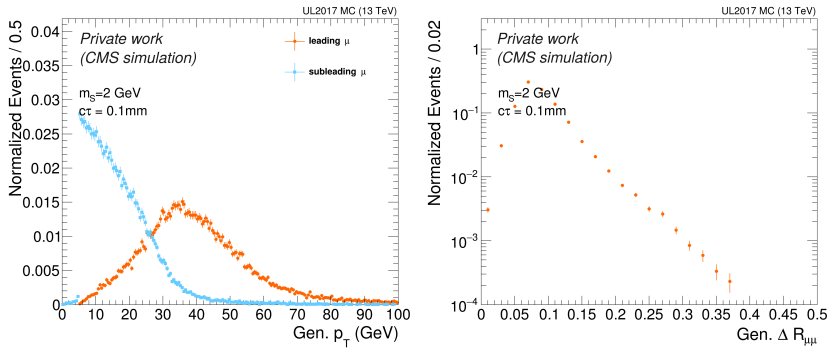 UL2017 MC (13 TeV)
Normalized Events / 0.5
0.04
0.035
0.03
0.025
0.02
0.015
0.01
0.005
0
Private work
(CMS simulation)
leading μ
subleading μ
m_S=2 GeV
cτ = 0.1mm
0 10 20 30 40 50 60 70 80 90 100
Gen. p_T (GeV)
UL2017 MC (13 TeV)
Normalized Events / 0.02
1
10⁻¹
10⁻²
10⁻³
10⁻⁴
Private work
(CMS simulation)
m_S=2 GeV
cτ = 0.1mm
0 0.05 0.1 0.15 0.2 0.25 0.3 0.35 0.4 0.45 0.5
Gen. Δ R_μμ